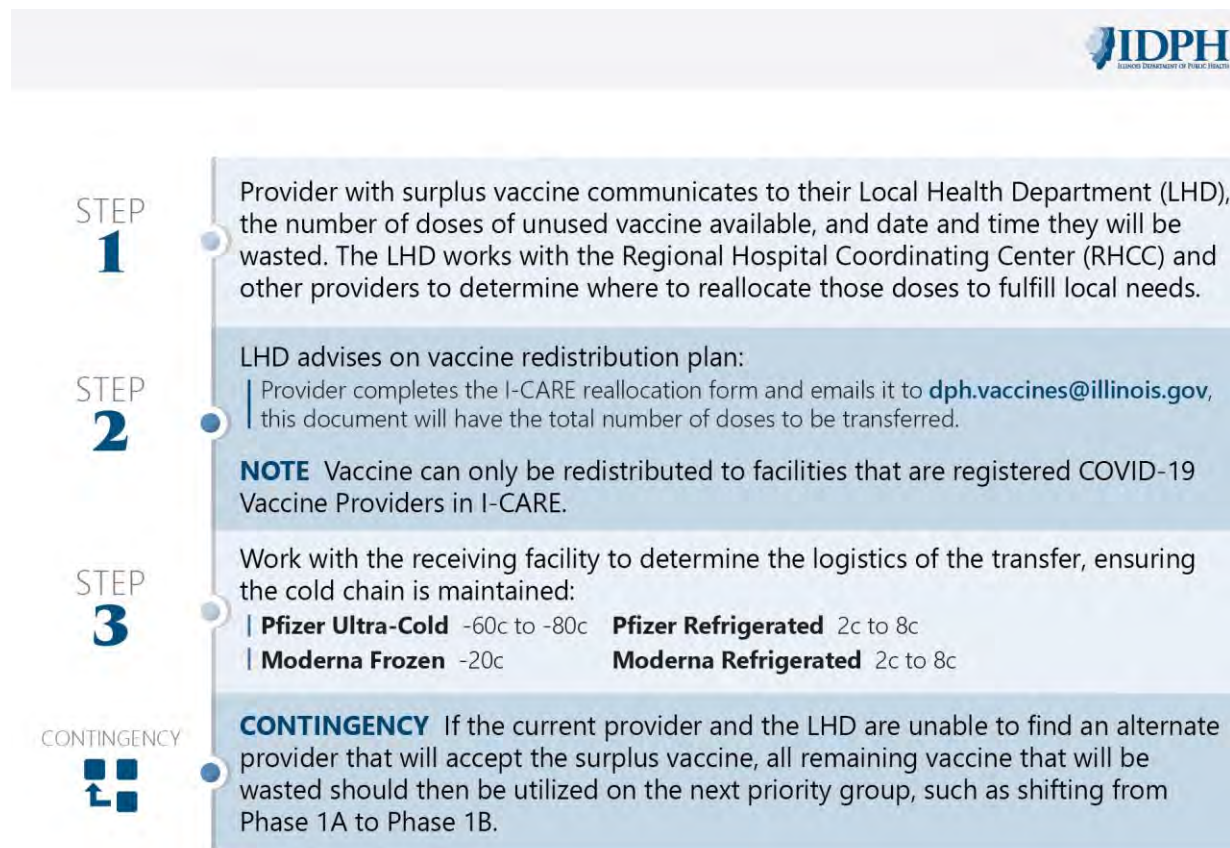 IDPH
ILLINOIS DEPARTMENT OF PUBLIC HEALTH
STEP
1
Provider with surplus vaccine communicates to their Local Health Department (LHD),
the number of doses of unused vaccine available, and date and time they will be
wasted. The LHD works with the Regional Hospital Coordinating Center (RHCC) and
other providers to determine where to reallocate those doses to fulfill local needs.
STEP
2
LHD advises on vaccine redistribution plan:
Provider completes the I-CARE reallocation form and emails it to dph.vaccines@illinois.gov,
this document will have the total number of doses to be transferred.
NOTE Vaccine can only be redistributed to facilities that are registered COVID-19
Vaccine Providers in I-CARE.
STEP
3
Work with the receiving facility to determine the logistics of the transfer, ensuring
the cold chain is maintained:
Pfizer Ultra-Cold -60c to -80c Pfizer Refrigerated 2c to 8c
Moderna Frozen -20c Moderna Refrigerated 2c to 8c
CONTINGENCY
CONTINGENCY If the current provider and the LHD are unable to find an alternate
provider that will accept the surplus vaccine, all remaining vaccine that will be
wasted should then be utilized on the next priority group, such as shifting from
Phase 1A to Phase 1B.